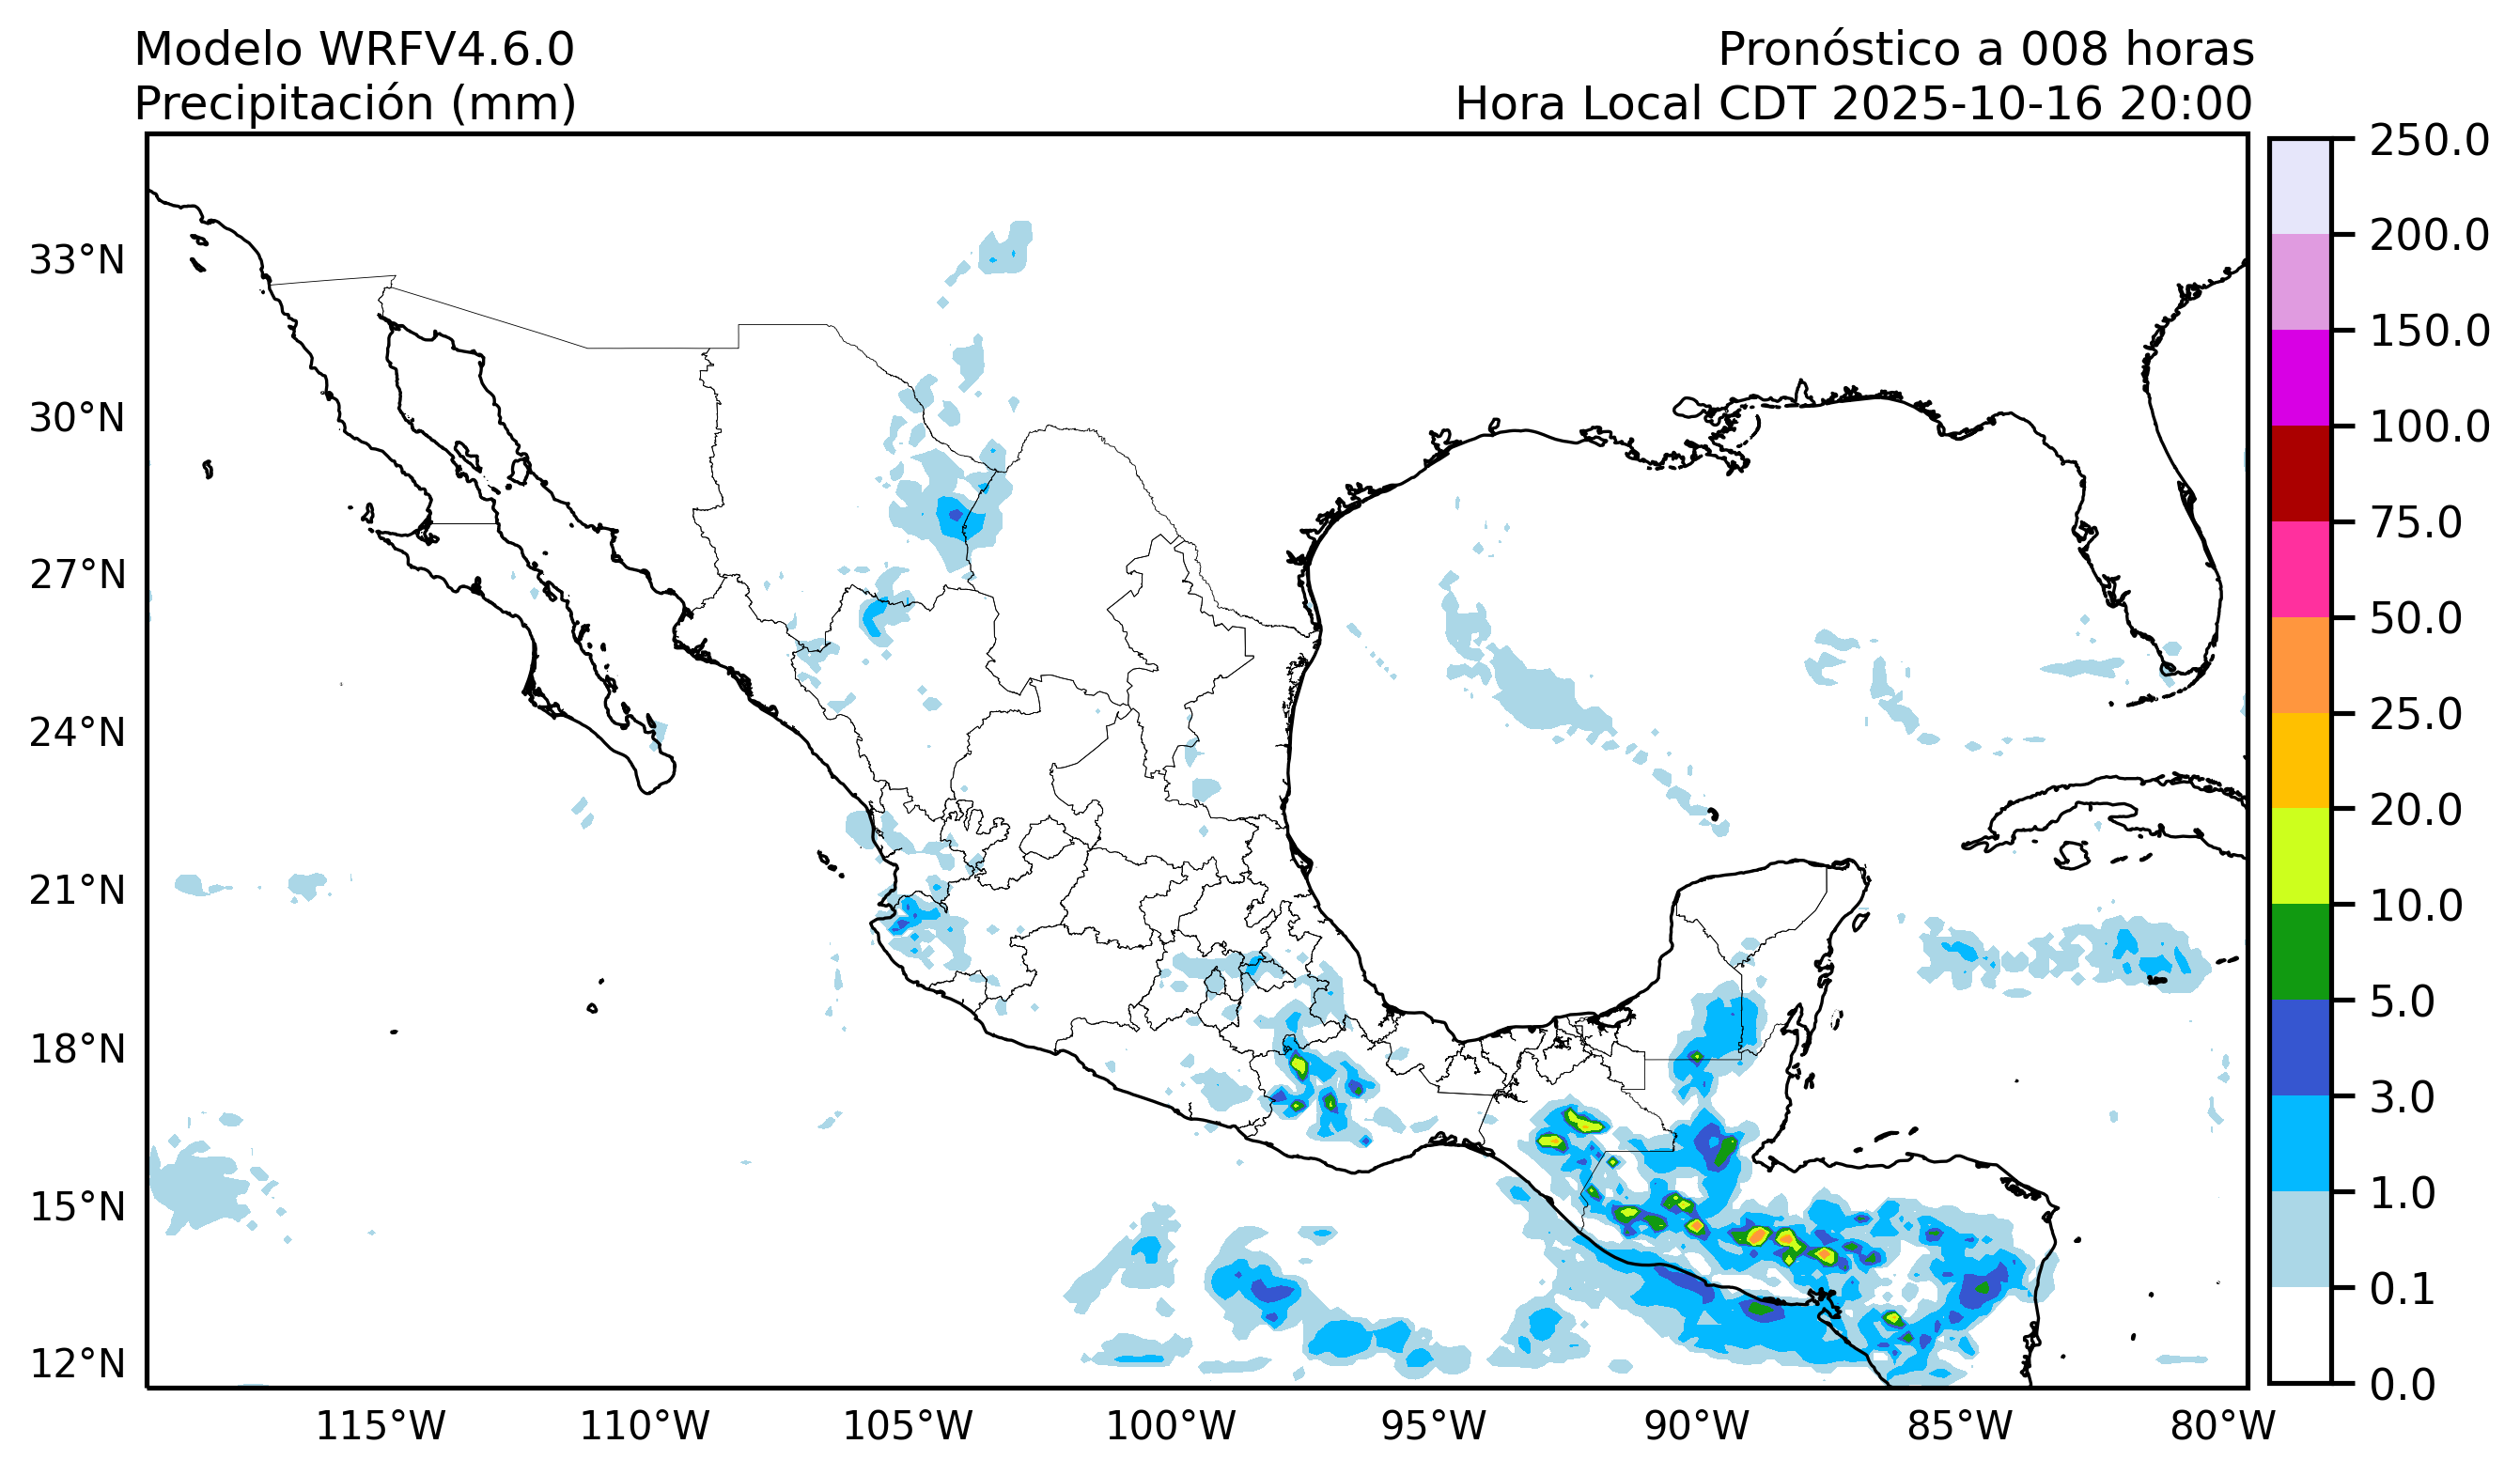 Modelo WRFV4.6.0
Precipitación (mm)
Pronóstico a 008 horas
Hora Local CDT 2025-10-16 20:00
33°N
30°N
27°N
24°N
21°N
18°N
15°N
12°N
115°W
110°W
105°W
100°W
95°W
90°W
85°W
80°W
250.0
200.0
150.0
100.0
75.0
50.0
25.0
20.0
10.0
5.0
3.0
1.0
0.1
0.0